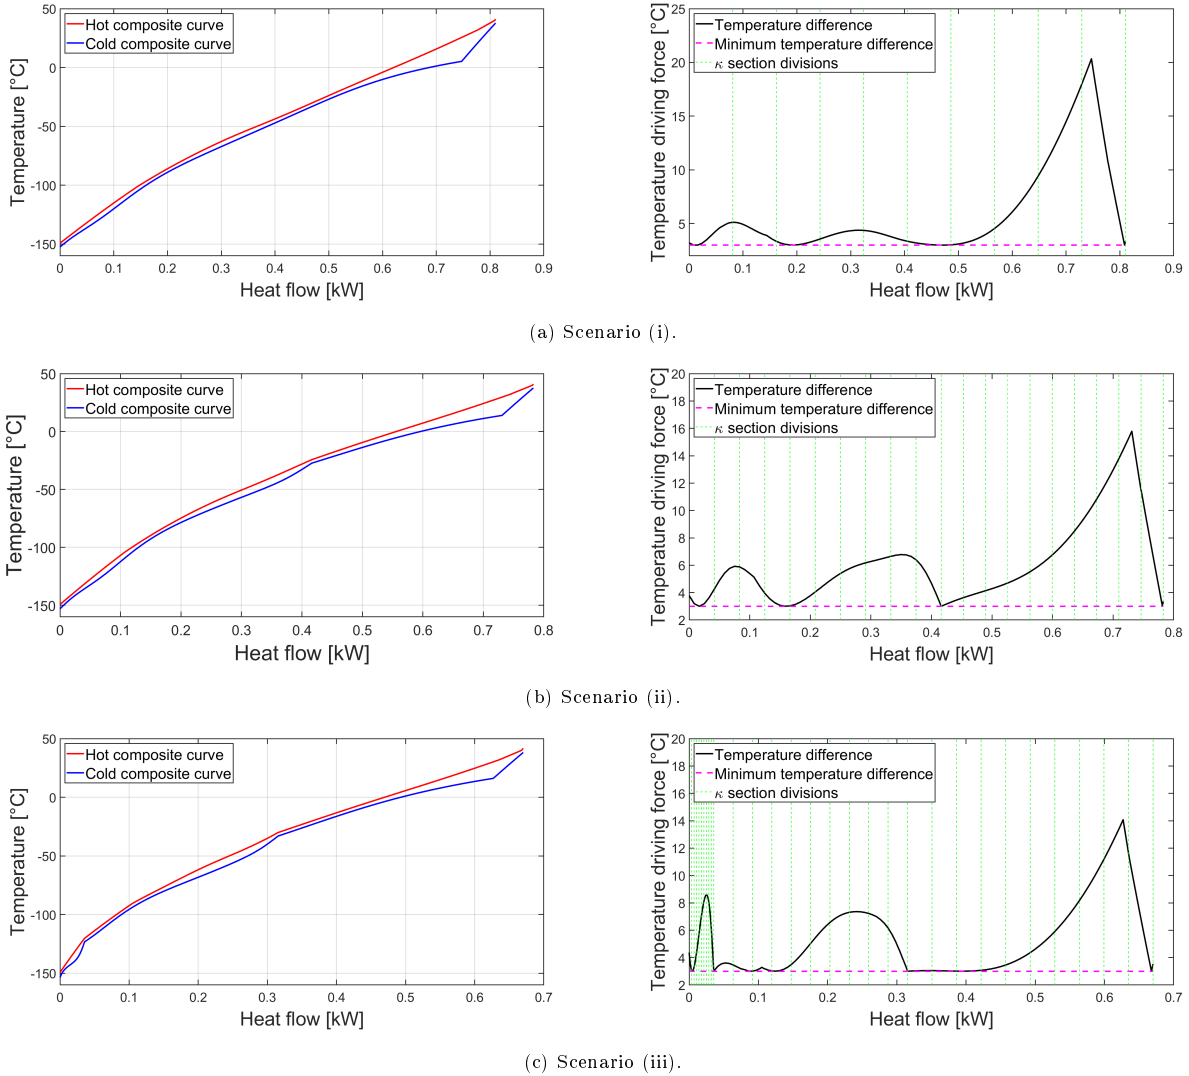 50
0
-50
-100
-150
Temperature [°C]
Hot composite curve
Cold composite curve
0 0.1 0.2 0.3 0.4 0.5 0.6 0.7 0.8 0.9
Heat flow [kW]
25
20
15
10
5
Temperature driving force [°C]
Temperature difference
Minimum temperature difference
κ section divisions
0 0.1 0.2 0.3 0.4 0.5 0.6 0.7 0.8 0.9
Heat flow [kW]
(a) Scenario (i).
50
0
-50
-100
-150
Temperature [°C]
Hot composite curve
Cold composite curve
0 0.1 0.2 0.3 0.4 0.5 0.6 0.7 0.8
Heat flow [kW]
20
18
16
14
12
10
8
6
4
2
Temperature driving force [°C]
Temperature difference
Minimum temperature difference
κ section divisions
0 0.1 0.2 0.3 0.4 0.5 0.6 0.7 0.8
Heat flow [kW]
(b) Scenario (ii).
50
0
-50
-100
-150
Temperature [°C]
Hot composite curve
Cold composite curve
0 0.1 0.2 0.3 0.4 0.5 0.6 0.7
Heat flow [kW]
20
18
16
14
12
10
8
6
4
2
Temperature driving force [°C]
Temperature difference
Minimum temperature difference
κ section divisions
0 0.1 0.2 0.3 0.4 0.5 0.6 0.7
Heat flow [kW]
(c) Scenario (iii).